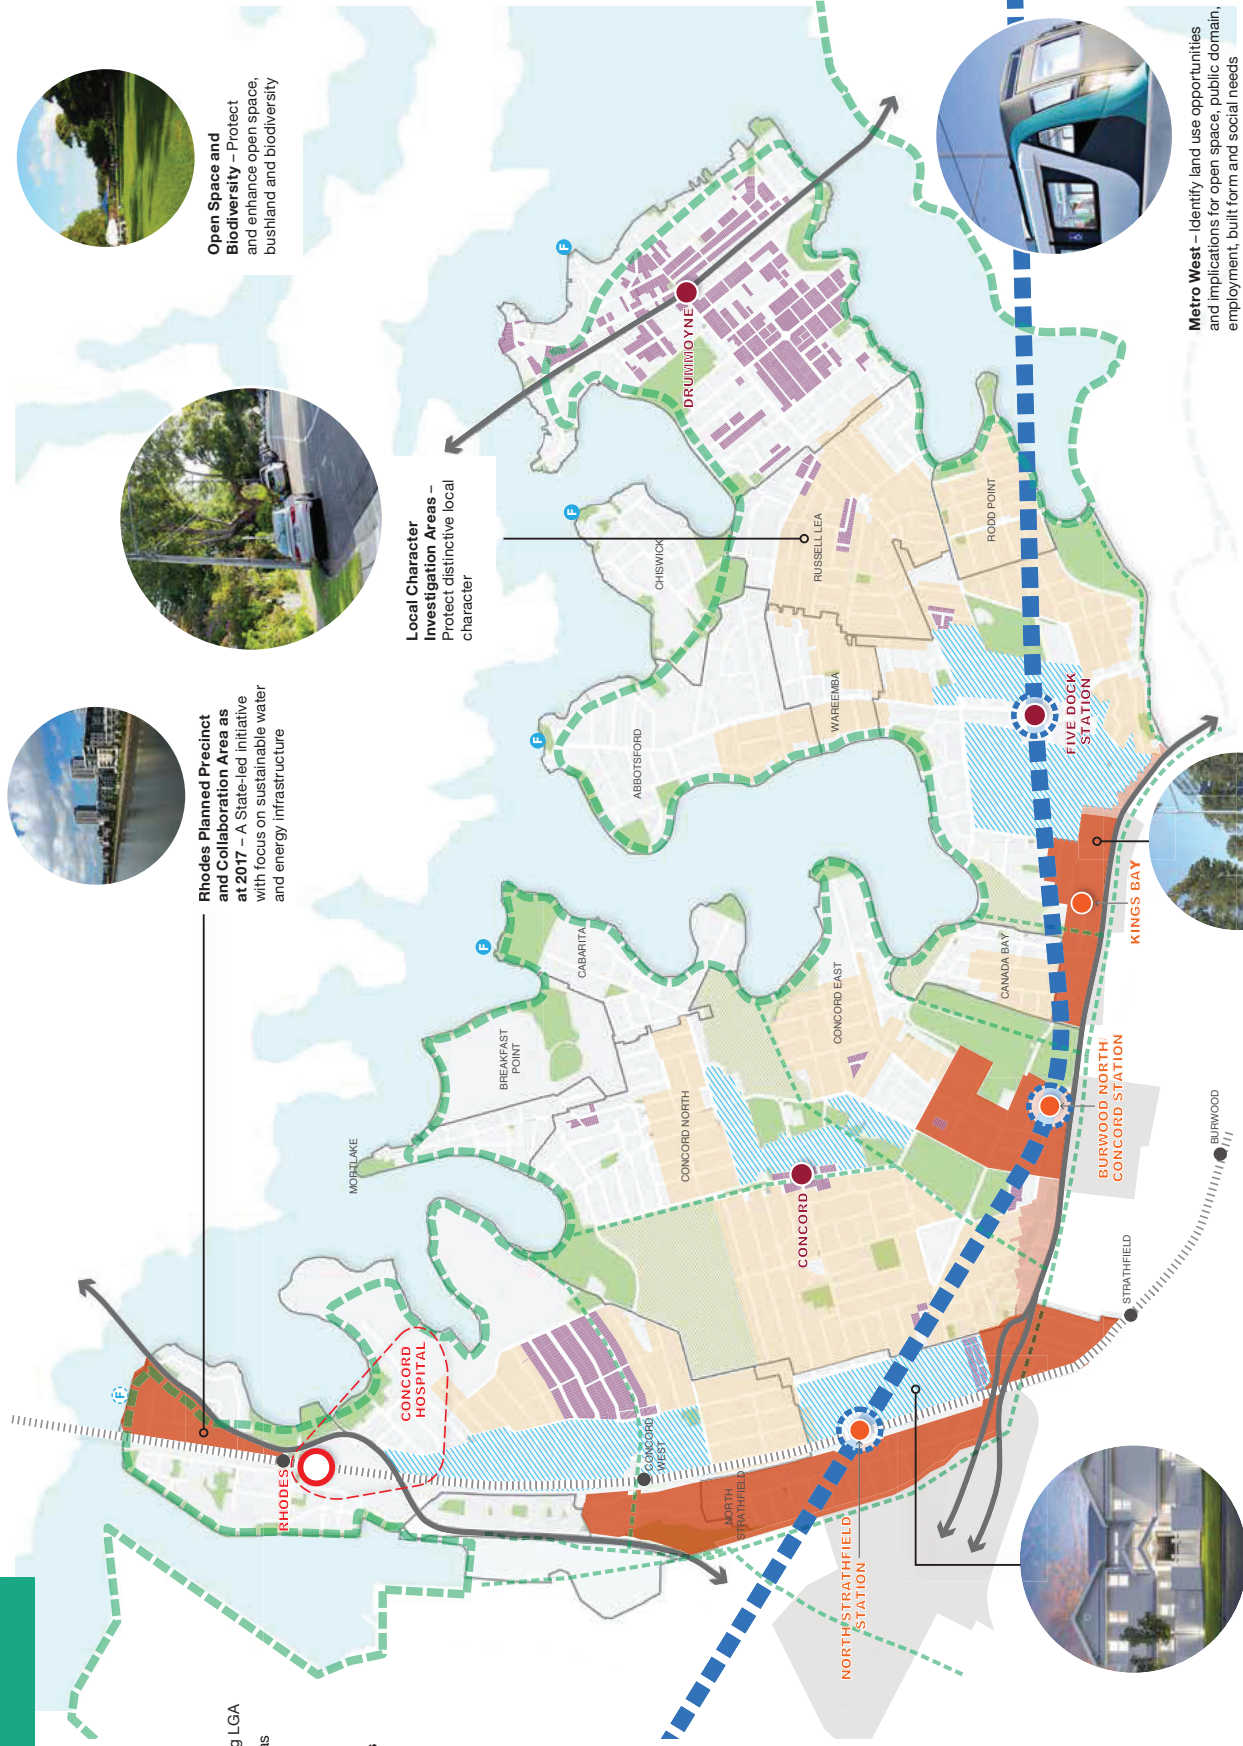 Open Space and
Biodiversity – Protect
and enhance open space,
bushland and biodiversity
Metro West – Identify land use opportunities
and implications for open space, public domain,
employment, built form and social needs
Local Character
Investigation Areas –
Protect distinctive local
character
Rhodes Planned Precinct
and Collaboration Area as
at 2017 – A State-led initiative
with focus on sustainable water
and energy infrastructure
F
F
F
F
F
DRUMMOYNE
CHISWICK
RUSSELL LEA
RODD POINT
ABBOTSFORD
WAREEMBA
FIVE DOCK
STATION
KINGS BAY
CABARITA
BREAKFAST
POINT
MORTLAKE
CONCORD EAST
CANADA BAY
CONCORD NORTH
BURWOOD NORTH/
CONCORD STATION
BURWOOD
CONCORD
STRATHFIELD
CONCORD
HOSPITAL
RHODES
CONCORD
WEST
NORTH
STRATHFIELD
NORTH STRATHFIELD
STATION
g LGA
as
s